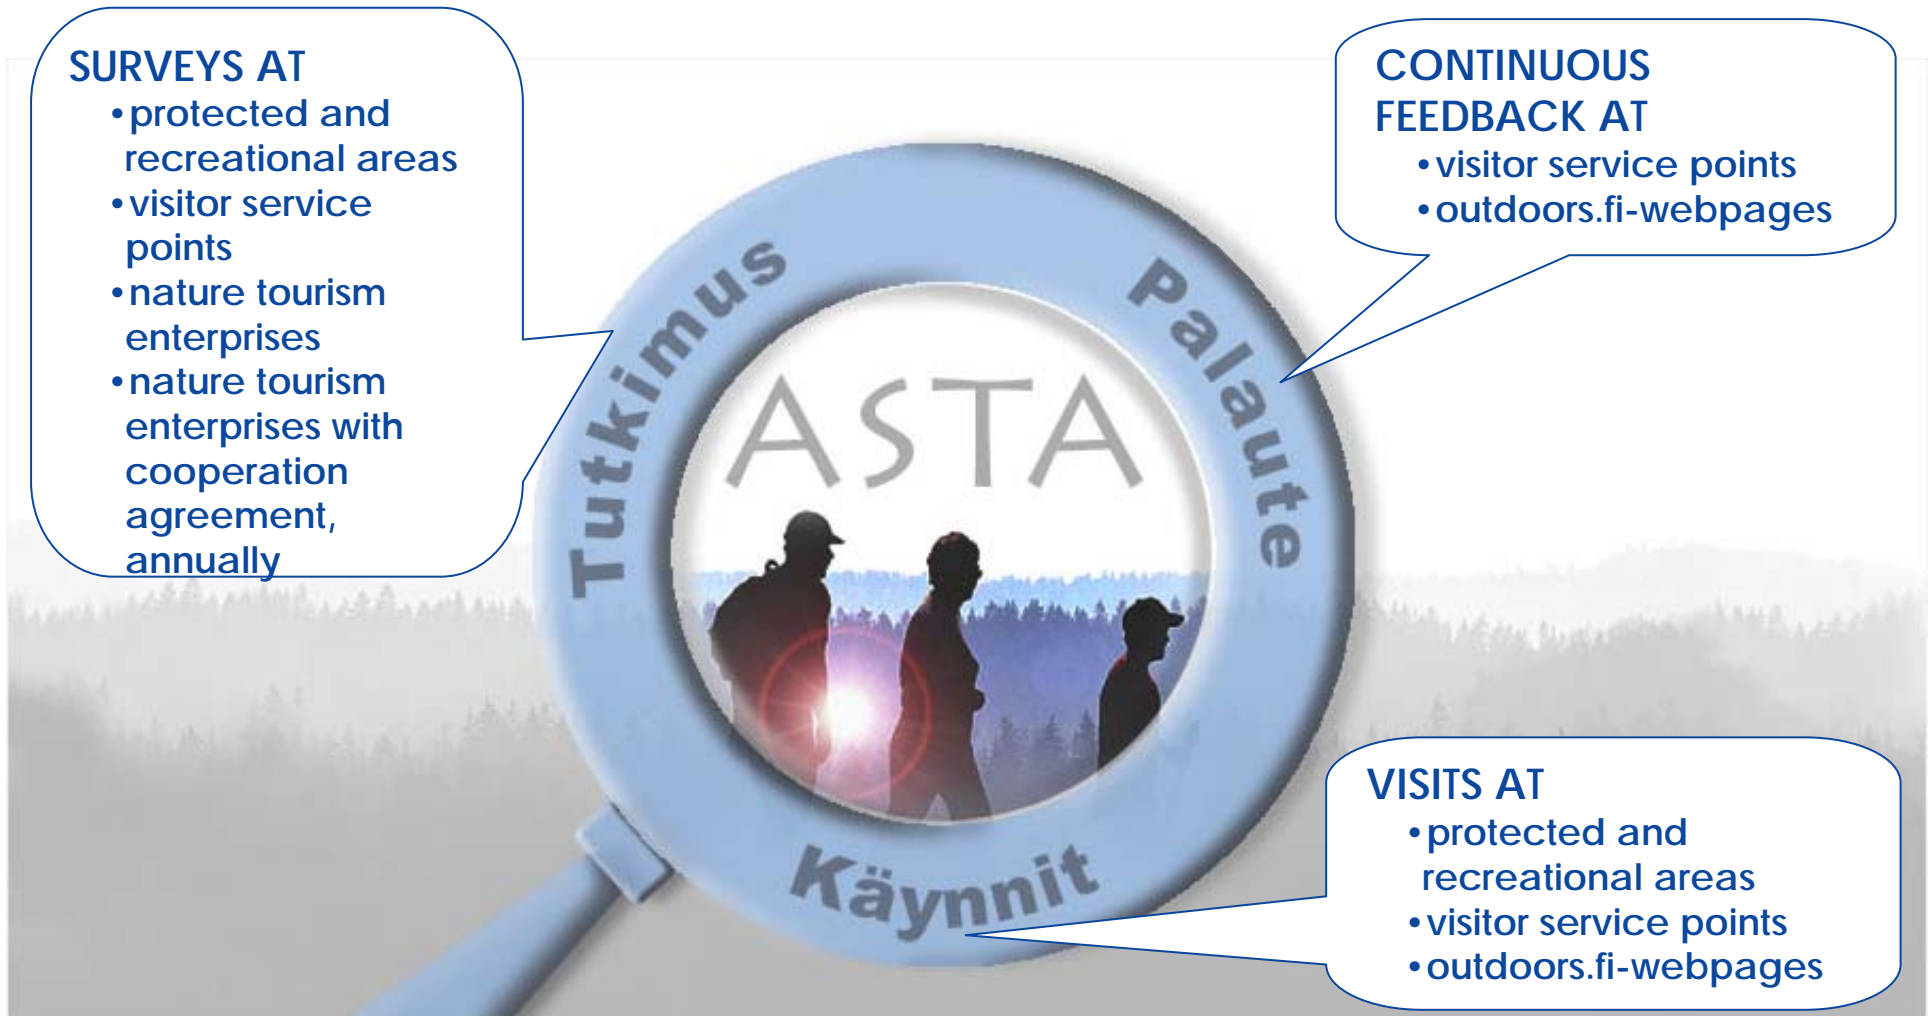 SURVEYS AT
•protected and
recreational areas
•visitor service
points
•nature tourism
enterprises
•nature tourism
enterprises with
cooperation
agreement,
annually
CONTINUOUS
FEEDBACK AT
•visitor service points
•outdoors.fi-webpages
Tutkimus
Palaute
ASTA
Käynnit
VISITS AT
•protected and
recreational areas
•visitor service points
•outdoors.fi-webpages